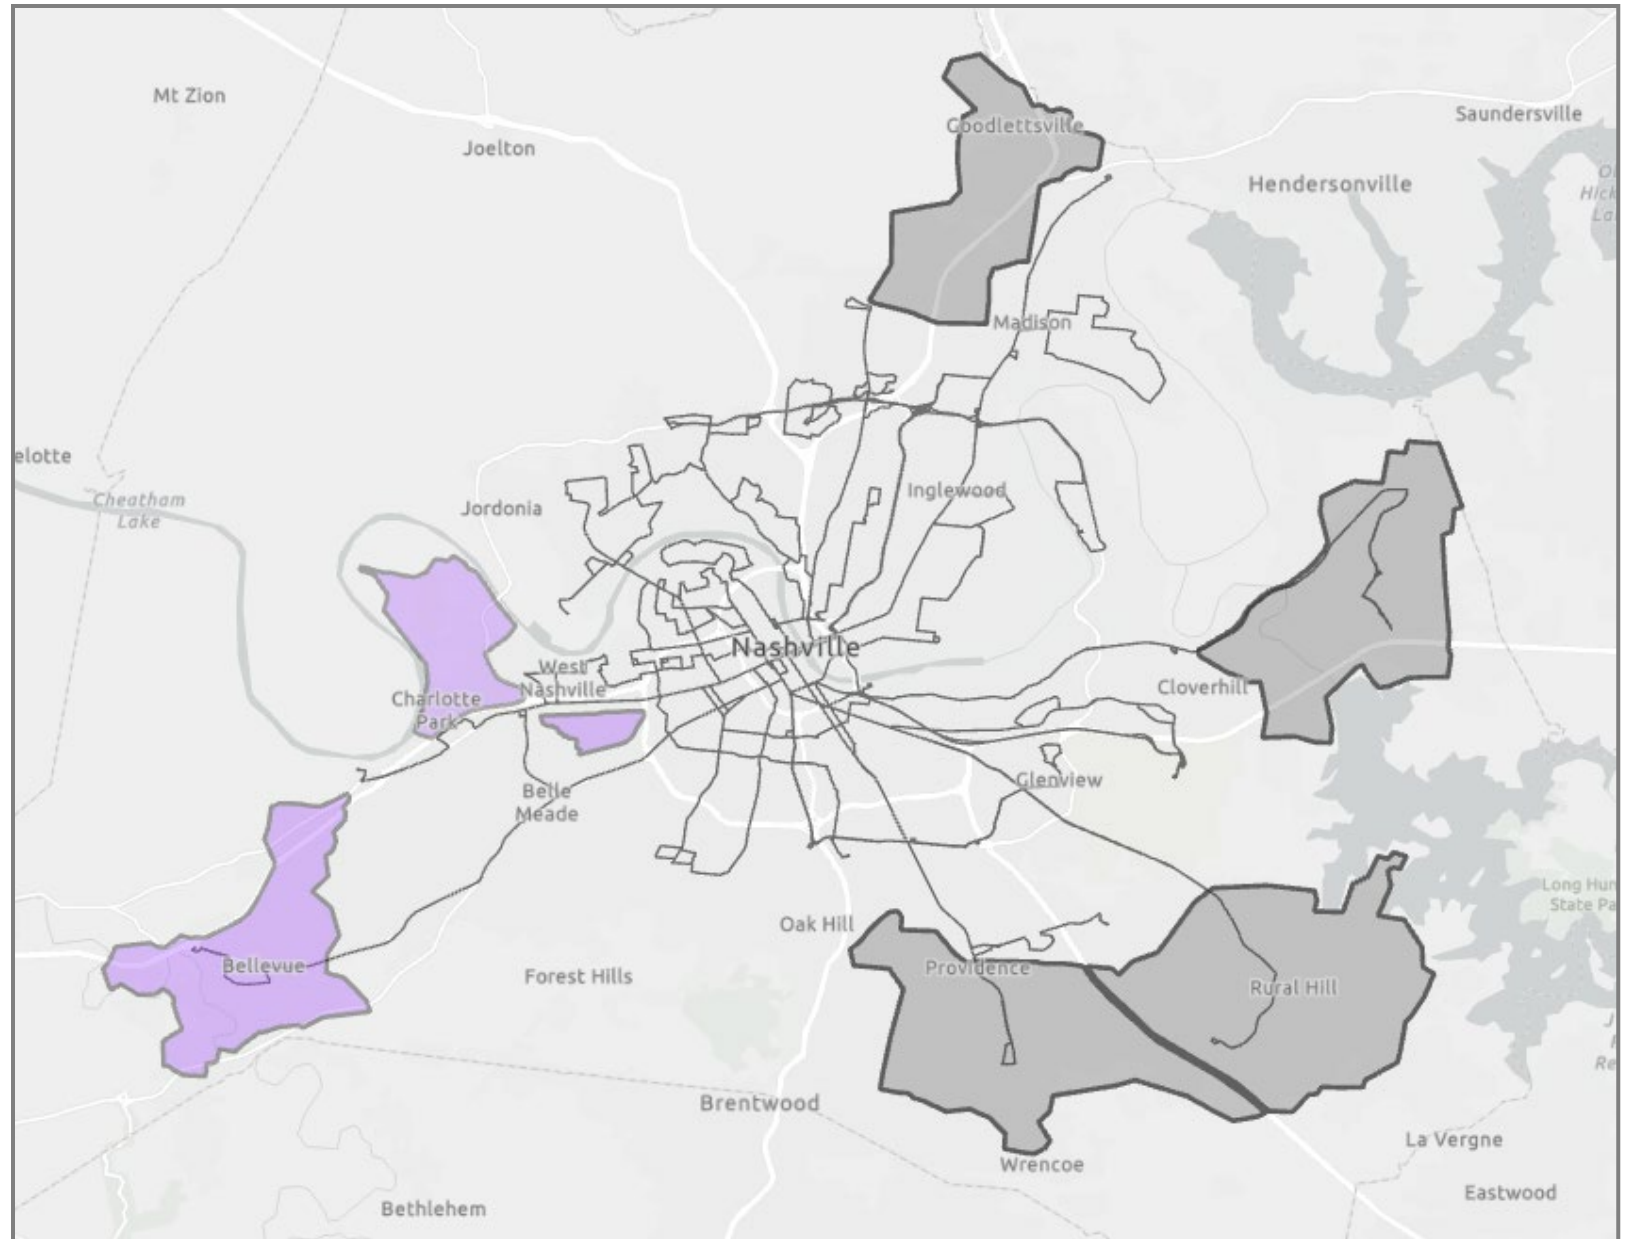 Mt Zion
Saundersville
Goodlettsville
Joelton
Hendersonville
Hick
Madison
elotte
Cheatham
Lake
Inglewood
Jordonia
Nashville
West
Nashville
Cloverhill
Charlotte
Park
Glenview
Belle
Meade
Long Hun
State Pa
Oak Hill
Bellevue
Forest Hills
Providence
Rural Hill
Re
Brentwood
La Vergne
Wrencoe
Eastwood
Bethlehem